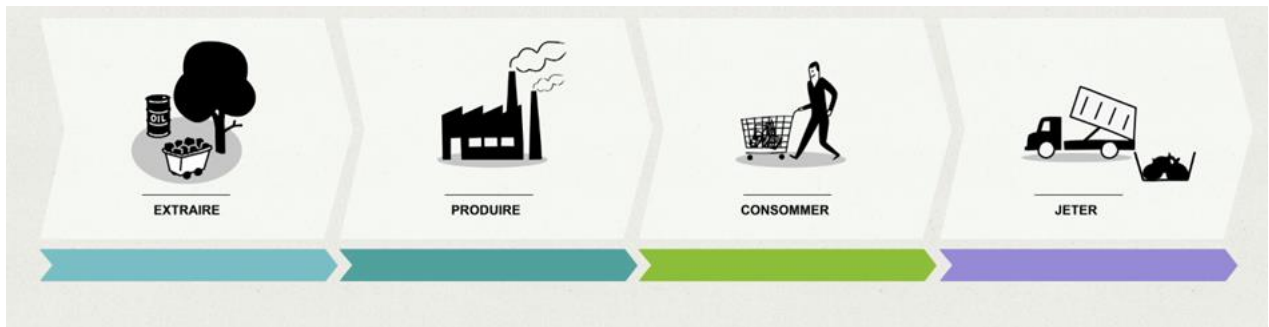 OIL
EXTRAIRE
PRODUIRE
CONSOMMER
JETER